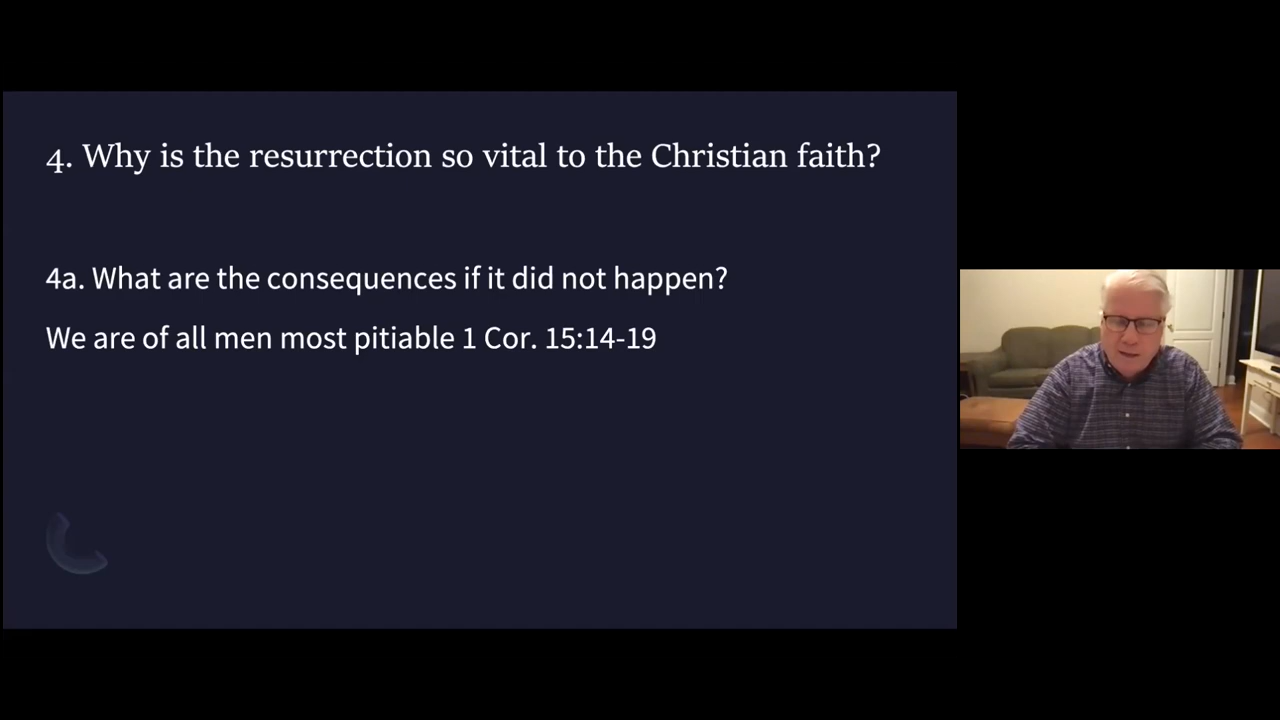 4. Why is the resurrection so vital to the Christian faith?
4a. What are the consequences if it did not happen?
We are of all men most pitiable 1 Cor. 15:14-19